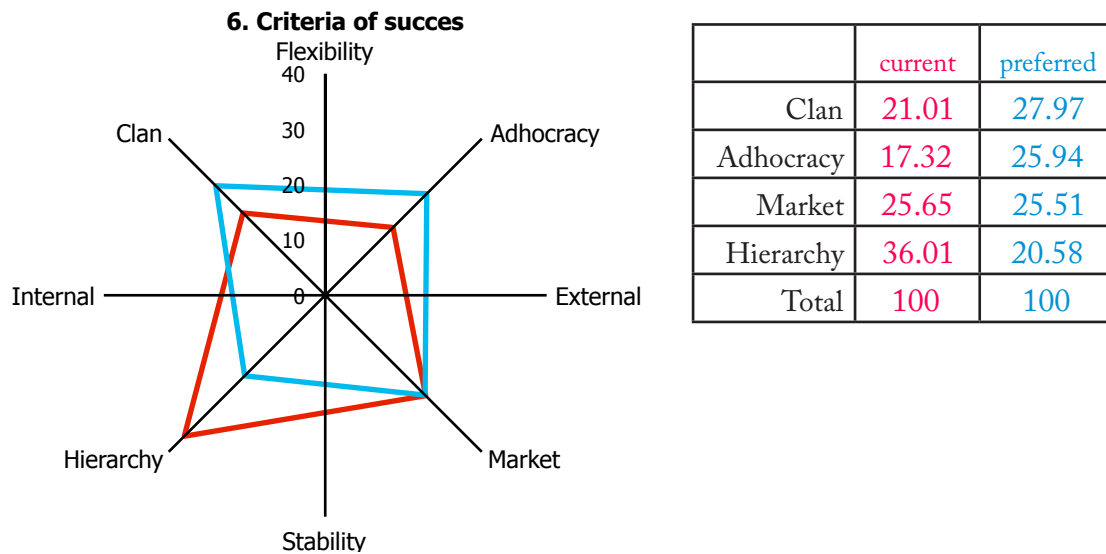 6. Criteria of succes
Flexibility
40
30
Clan
Adhocracy
20
10
Internal
0
External
Hierarchy
Market
Stability
current preferred
Clan 21.01 27.97
Adhocracy 17.32 25.94
Market 25.65 25.51
Hierarchy 36.01 20.58
Total 100 100